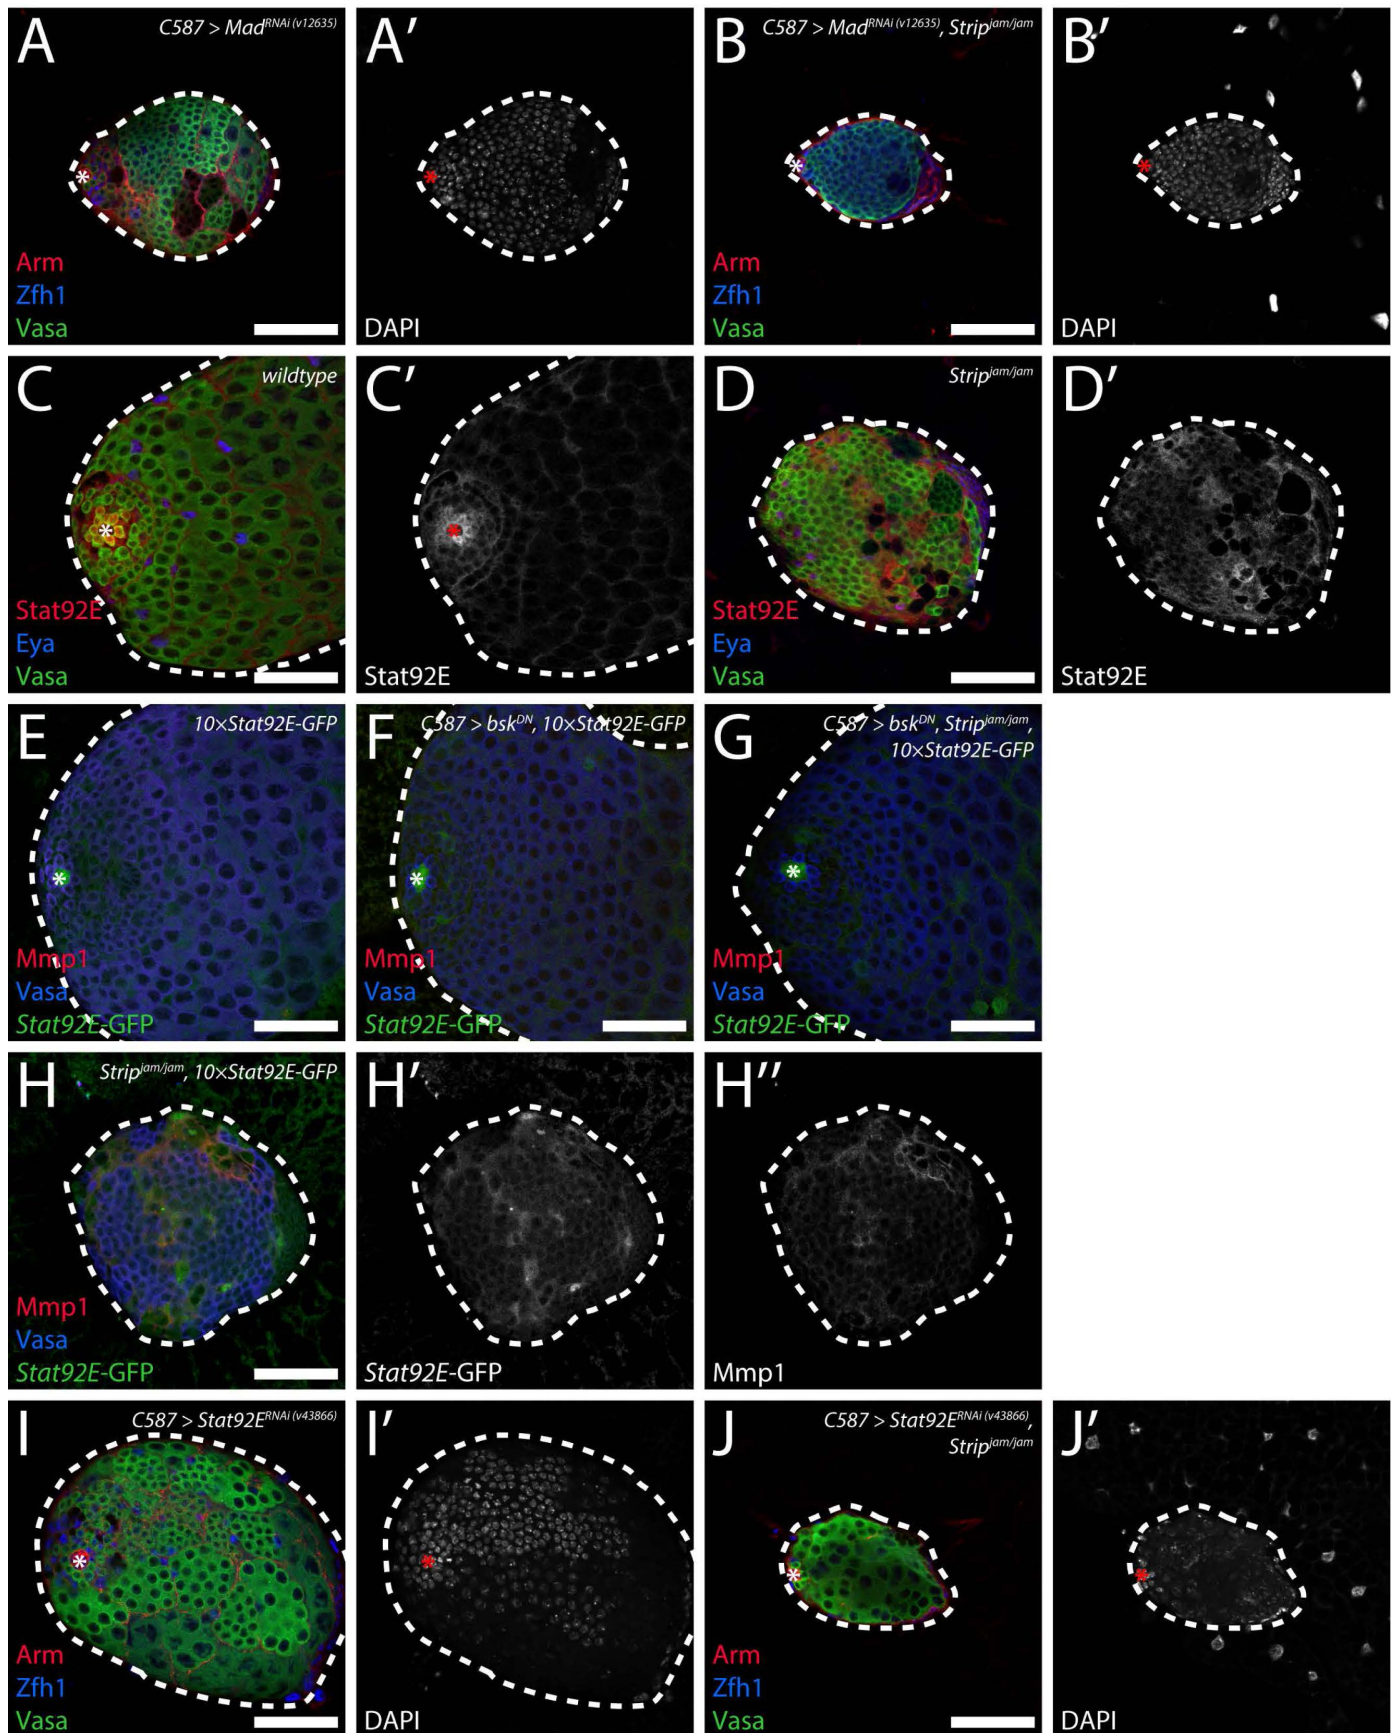 A
C587 > Mad^RNAi (v12635)
Arm
Zfh1
Vasa
A′
DAPI
B
C587 > Mad^RNAi (v12635), Strip^jam/jam
Arm
Zfh1
Vasa
B′
DAPI
C
wildtype
Stat92E
Eya
Vasa
C′
Stat92E
D
Strip^jam/jam
Stat92E
Eya
Vasa
D′
Stat92E
E
10×Stat92E-GFP
Mmp1
Vasa
Stat92E-GFP
F
C587 > bsk^DN, 10×Stat92E-GFP
Mmp1
Vasa
Stat92E-GFP
G
C587 > bsk^DN, Strip^jam/jam,
10×Stat92E-GFP
Mmp1
Vasa
Stat92E-GFP
H
Strip^jam/jam, 10×Stat92E-GFP
Mmp1
Vasa
Stat92E-GFP
H′
Stat92E-GFP
H′′
Mmp1
I
C587 > Stat92E^RNAi (v43866)
Arm
Zfh1
Vasa
I′
DAPI
J
C587 > Stat92E^RNAi (v43866),
Strip^jam/jam
Arm
Zfh1
Vasa
J′
DAPI